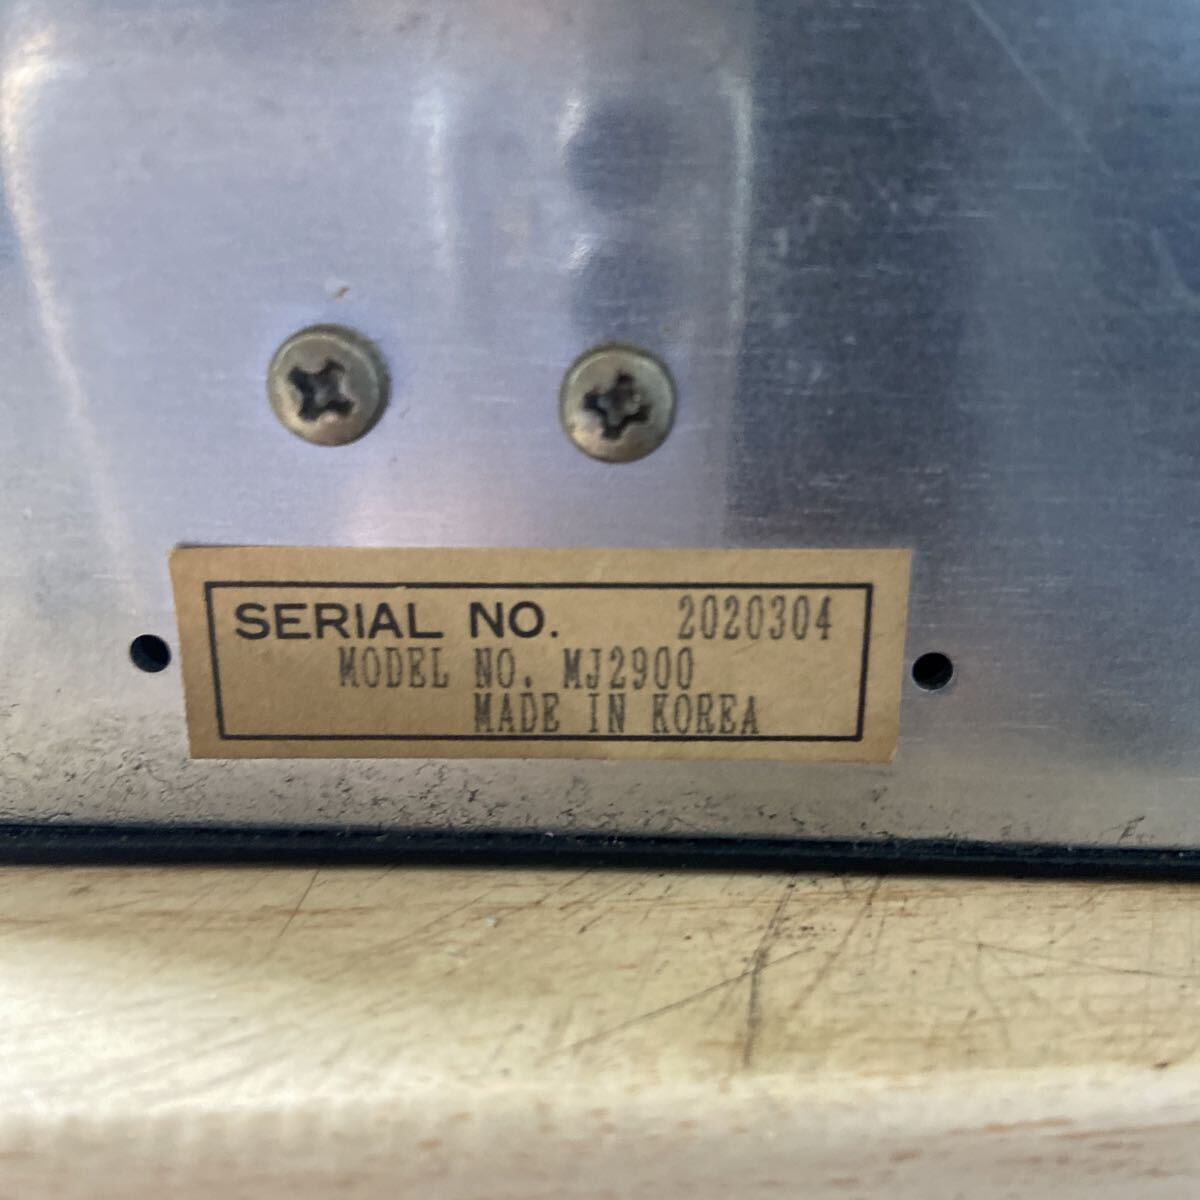 SERIAL NO. 2020304
MODEL NO. MJ2900
MADE IN KOREA